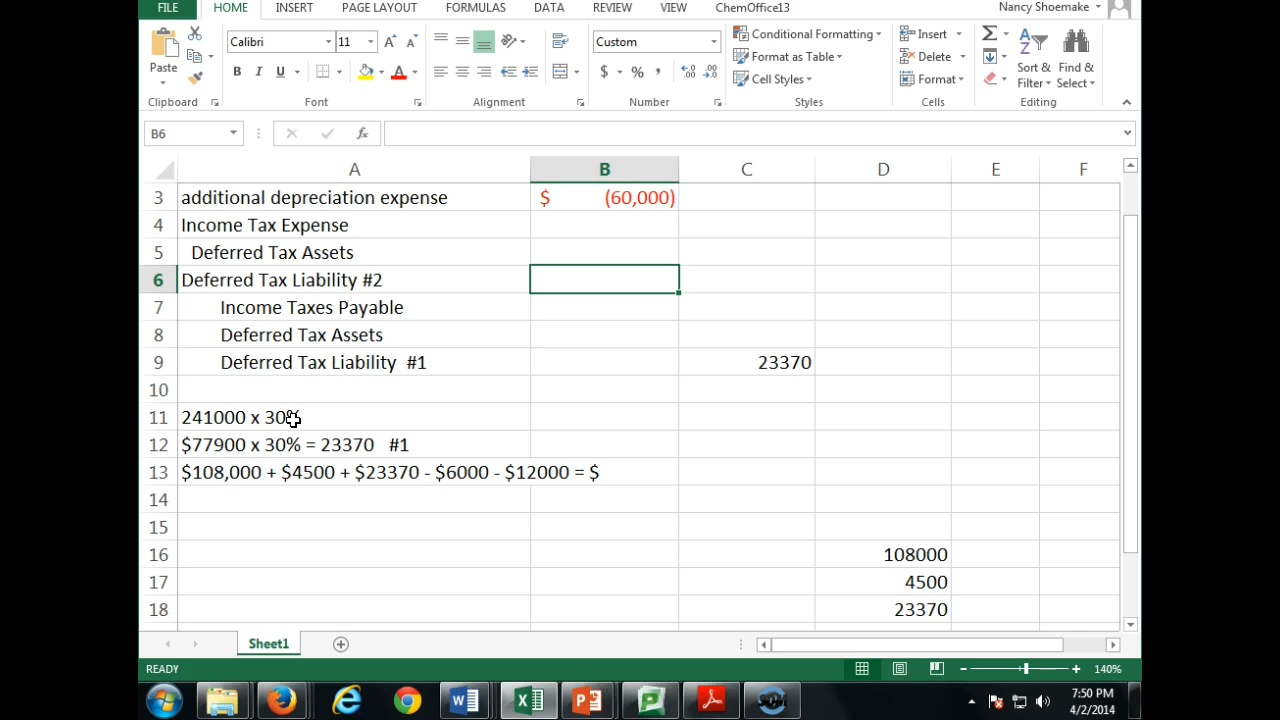 FILE HOME INSERT PAGE LAYOUT FORMULAS DATA REVIEW VIEW ChemOffice13 Nancy Shoemake
Calibri 11 Custom Conditional Formatting Insert
Paste B I U $ % , Format as Table Delete Sort & Find &
Cell Styles Format Filter Select
Clipboard Font Alignment Number Styles Cells Editing
B6 fx
A B C D E F
3 additional depreciation expense $ (60,000)
4 Income Tax Expense
5 Deferred Tax Assets
6 Deferred Tax Liability #2
7 Income Taxes Payable
8 Deferred Tax Assets
9 Deferred Tax Liability #1 23370
10
11 241000 x 30%
12 $77900 x 30% = 23370 #1
13 $108,000 + $4500 + $23370 - $6000 - $12000 = $
14
15
16 108000
17 4500
18 23370
Sheet1
READY 140%
7:50 PM
4/2/2014